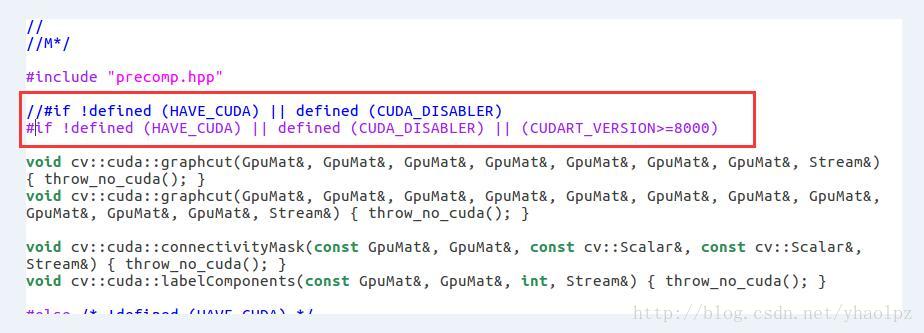 //
//M*/
#include "precomp.hpp"
//#if !defined (HAVE_CUDA) || defined (CUDA_DISABLER)
#if !defined (HAVE_CUDA) || defined (CUDA_DISABLER) || (CUDART_VERSION>=8000)
void cv::cuda::graphcut(GpuMat&, GpuMat&, GpuMat&, GpuMat&, GpuMat&, GpuMat&, GpuMat&, Stream&)
{ throw_no_cuda(); }
void cv::cuda::graphcut(GpuMat&, GpuMat&, GpuMat&, GpuMat&, GpuMat&, GpuMat&, GpuMat&, GpuMat&,
GpuMat&, GpuMat&, GpuMat&, Stream&) { throw_no_cuda(); }
void cv::cuda::connectivityMask(const GpuMat&, GpuMat&, const cv::Scalar&, const cv::Scalar&,
Stream&) { throw_no_cuda(); }
void cv::cuda::labelComponents(const GpuMat&, GpuMat&, int, Stream&) { throw_no_cuda(); }
#else /* !defined (HAVE_CUDA) */
http://blog.csdn.net/yhaolpz